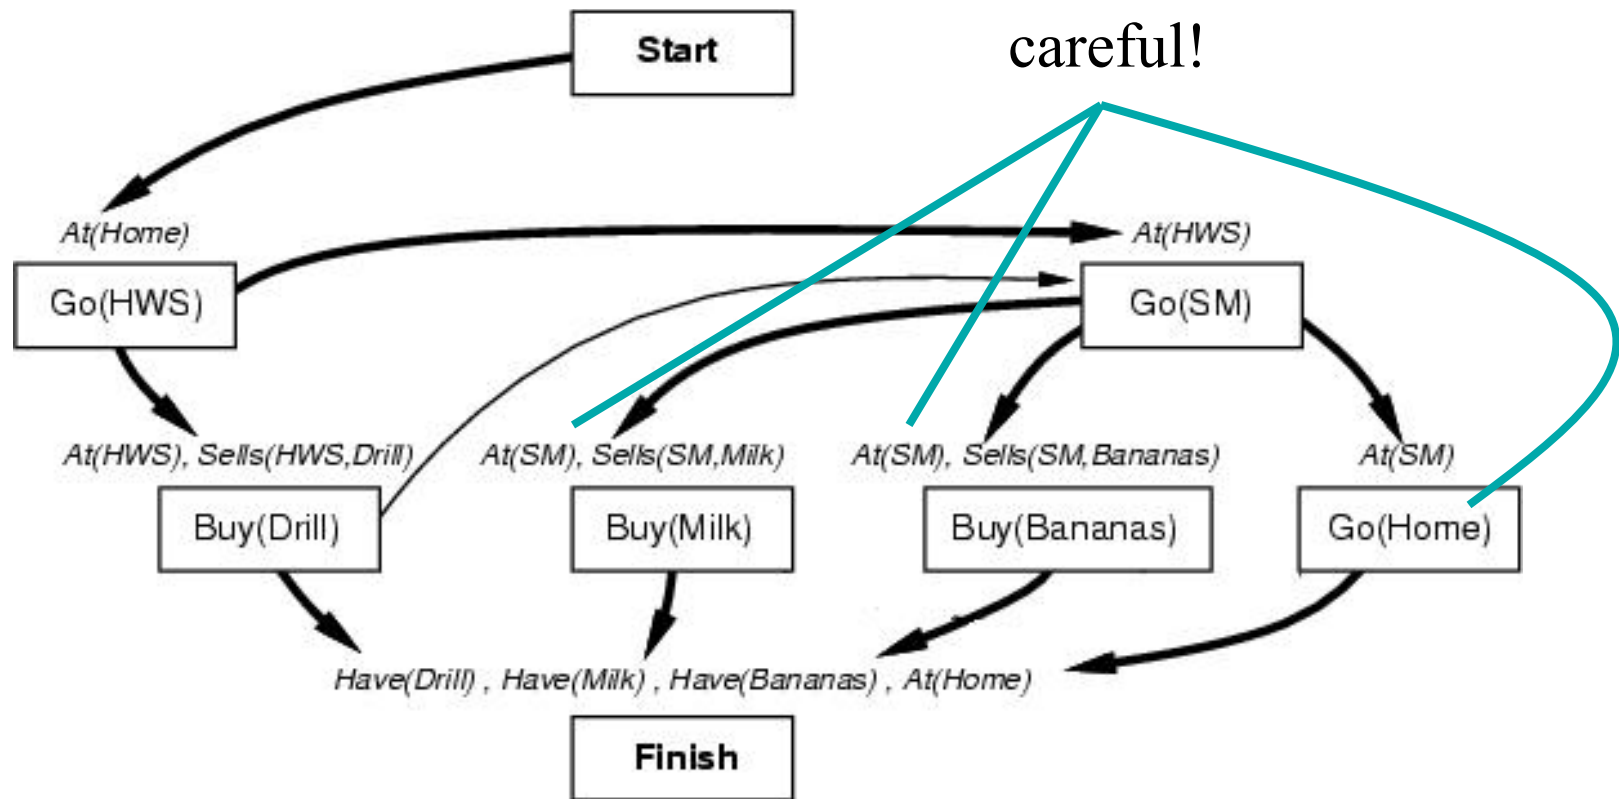 Start
careful!
At(Home)
At(HWS)
Go(HWS)
Go(SM)
At(HWS), Sells(HWS,Drill)
At(SM), Sells(SM,Milk)
At(SM), Sells(SM,Bananas)
At(SM)
Buy(Drill)
Buy(Milk)
Buy(Bananas)
Go(Home)
Have(Drill) , Have(Milk) , Have(Bananas) , At(Home)
Finish